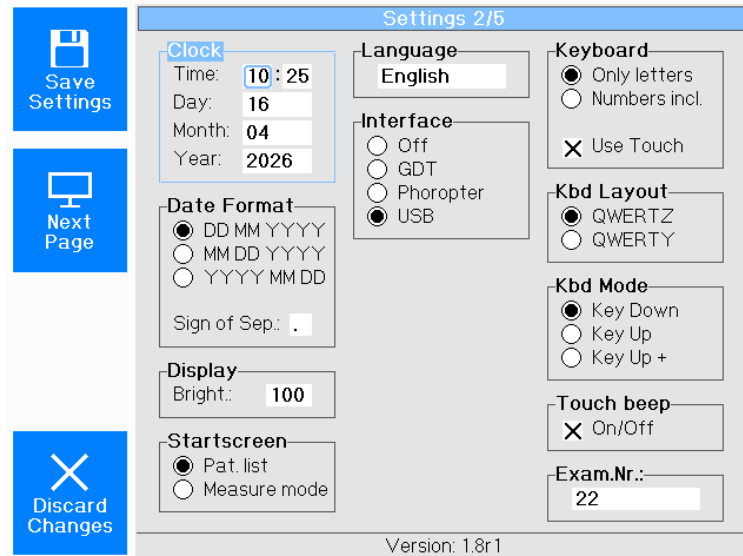 Save
Settings
Next
Page
Discard
Changes
Settings 2/5
Clock
Time: 10 : 25
Day: 16
Month: 04
Year: 2026
Date Format
DD MM YYYY
MM DD YYYY
YYYY MM DD
Sign of Sep.: .
Display
Bright.: 100
Startscreen
Pat. list
Measure mode
Language
English
Interface
Off
GDT
Phoropter
USB
Keyboard
Only letters
Numbers incl.
Use Touch
Kbd Layout
QWERTZ
QWERTY
Kbd Mode
Key Down
Key Up
Key Up +
Touch beep
On/Off
Exam.Nr.:
22
Version: 1.8r1